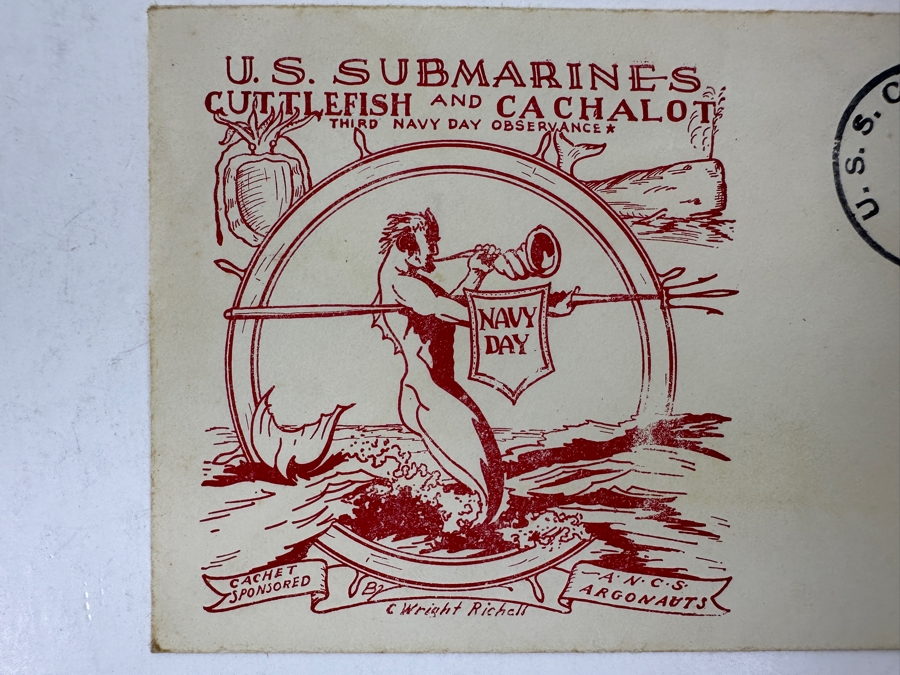 U.S. SUBMARINES
CUTTLEFISH AND CACHALOT
THIRD NAVY DAY OBSERVANCE★
U. S. S. C
NAVY
DAY
CACHET
SPONSORED
By
C Wright Richell
A·N·C·S·
ARGONAUTS